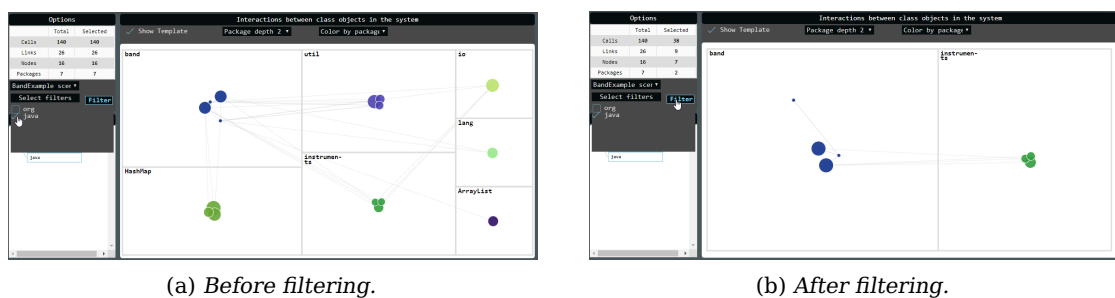 Options
Total Selected
Calls 140 140
Links 26 26
Nodes 16 16
Packages 7 7
BandExample scer ▾
Select filters Filter
org
java
java
Interactions between class objects in the system
Show Template Package depth 2 ▾ Color by package ▾
band
util
io
lang
HashMap
instrumen-
ts
ArrayList
(a) Before filtering.
Options
Total Selected
Calls 140 38
Links 26 9
Nodes 16 7
Packages 7 2
BandExample scer ▾
Select filters Filter
org
java
java
Interactions between class objects in the system
Show Template Package depth 2 ▾ Color by package ▾
band
instrumen-
ts
(b) After filtering.